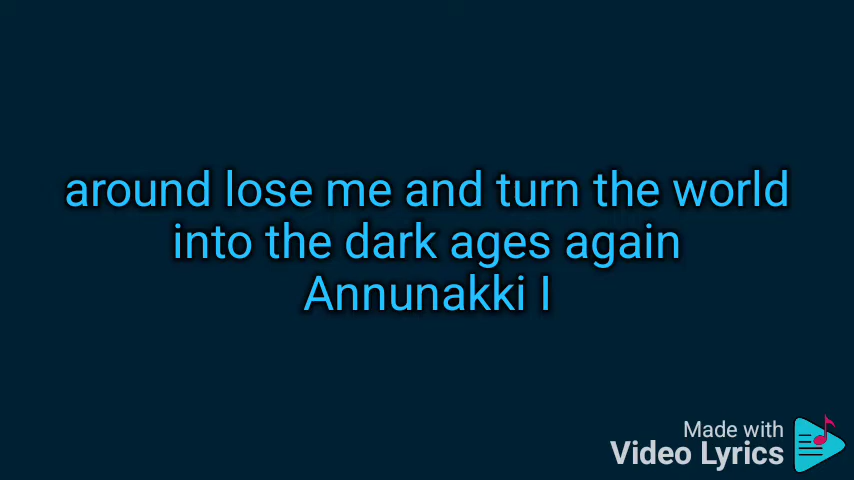 around lose me and turn the world
into the dark ages again
Annunakki I
Made with
Video Lyrics